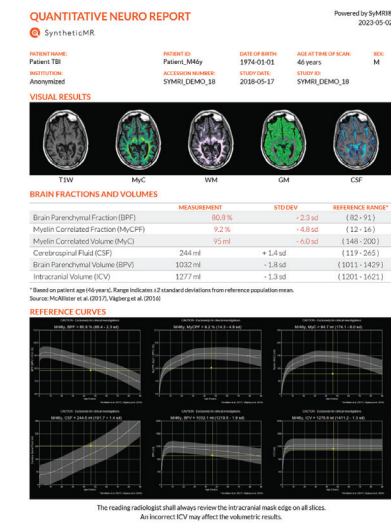 QUANTITATIVE NEURO REPORT
Powered by SyMRI®
2023-05-02
SyntheticMR
PATIENT NAME: PATIENT ID: DATE OF BIRTH: AGE AT TIME OF SCAN: SEX:
Patient TBI Patient_M46y 1974-01-01 46 years M
INSTITUTION: ACCESSION NUMBER: STUDY DATE: STUDY ID:
Anonymized SYMRI_DEMO_18 2018-05-17 SYMRI_DEMO_18
VISUAL RESULTS
T1W MyC WM GM CSF
BRAIN FRACTIONS AND VOLUMES
MEASUREMENT STD DEV REFERENCE RANGE*
Brain Parenchymal Fraction (BPF) 80.8 % - 2.3 sd ( 82 - 91 )
Myelin Correlated Fraction (MyCPF) 9.2 % - 4.8 sd ( 12 - 16 )
Myelin Correlated Volume (MyC) 95 ml - 6.0 sd ( 148 - 200 )
Cerebrospinal Fluid (CSF) 244 ml + 1.4 sd ( 119 - 265 )
Brain Parenchymal Volume (BPV) 1032 ml - 1.8 sd ( 1011 - 1429 )
Intracranial Volume (ICV) 1277 ml - 1.3 sd ( 1201 - 1621 )
* Based on patient age (46 years). Range indicates ±2 standard deviations from reference population mean.
Source: McAllister et al. (2017), Vågberg et al. (2016)
REFERENCE CURVES
The reading radiologist shall always review the intracranial mask edge on all slices.
An incorrect ICV may affect the volumetric results.